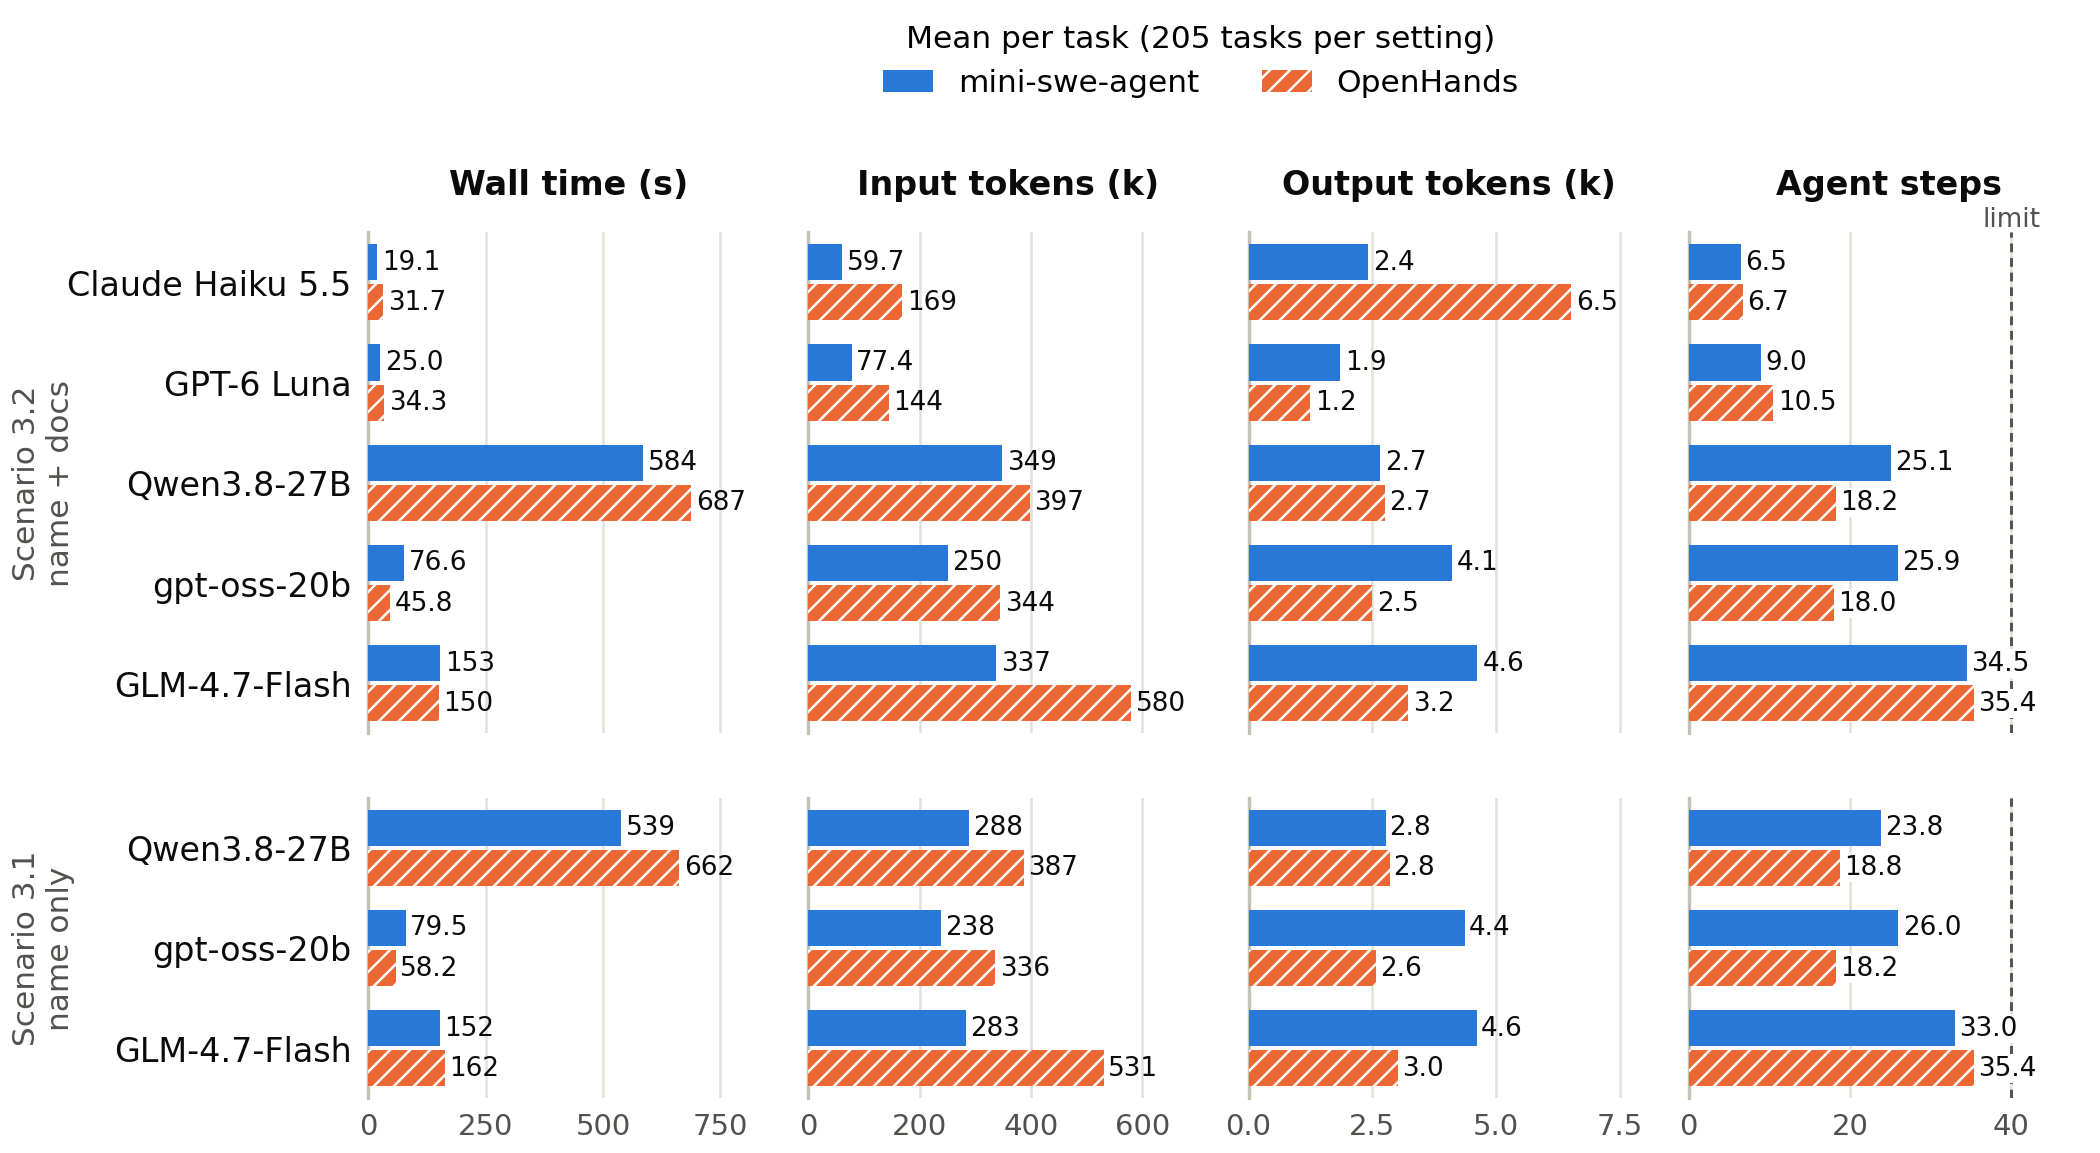 Mean per task (205 tasks per setting)
mini-swe-agent OpenHands
Wall time (s) Input tokens (k) Output tokens (k) Agent steps
limit
Scenario 3.2
name + docs
Claude Haiku 5.5 19.1 59.7 2.4 6.5
31.7 169 6.5 6.7
GPT-6 Luna 25.0 77.4 1.9 9.0
34.3 144 1.2 10.5
Qwen3.8-27B 584 349 2.7 25.1
687 397 2.7 18.2
gpt-oss-20b 76.6 250 4.1 25.9
45.8 344 2.5 18.0
GLM-4.7-Flash 153 337 4.6 34.5
150 580 3.2 35.4
Scenario 3.1
name only
Qwen3.8-27B 539 288 2.8 23.8
662 387 2.8 18.8
gpt-oss-20b 79.5 238 4.4 26.0
58.2 336 2.6 18.2
GLM-4.7-Flash 152 283 4.6 33.0
162 531 3.0 35.4
0 250 500 750 0 200 400 600 0.0 2.5 5.0 7.5 0 20 40